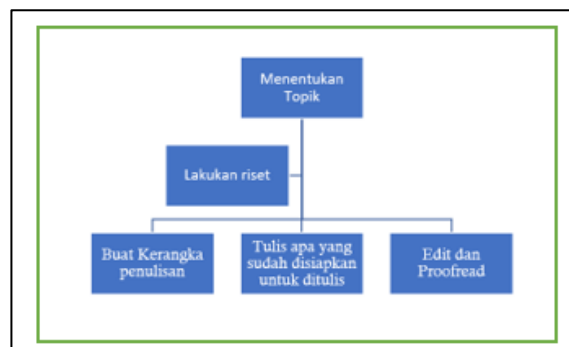 Menentukan
Topik
Lakukan riset
Buat Kerangka
penulisan
Tulis apa yang
sudah disiapkan
untuk ditulis
Edit dan
Proofread